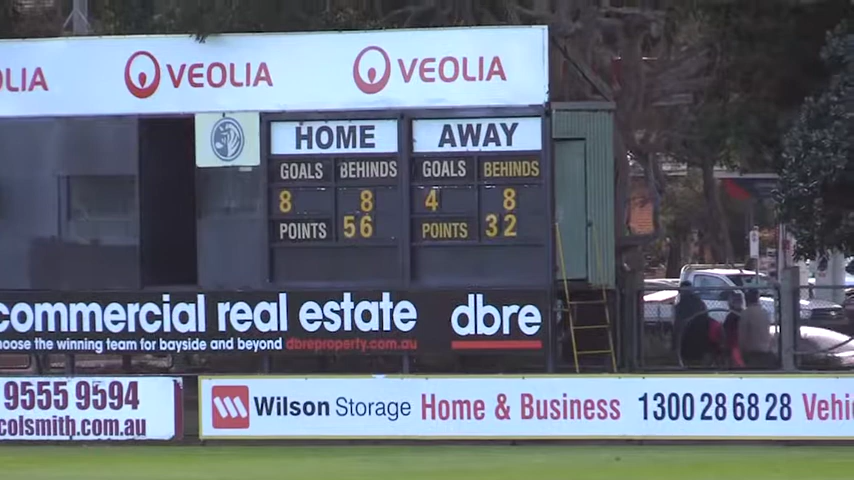 OLIA VEOLIA VEOLIA
HOME AWAY
GOALS BEHINDS GOALS BEHINDS
8 8 4 8
POINTS 56 POINTS 32
commercial real estate dbre
oose the winning team for bayside and beyond dbreproperty.com.au
9555 9594
colsmith.com.au
Wilson Storage Home & Business 1300 28 68 28 Vehi